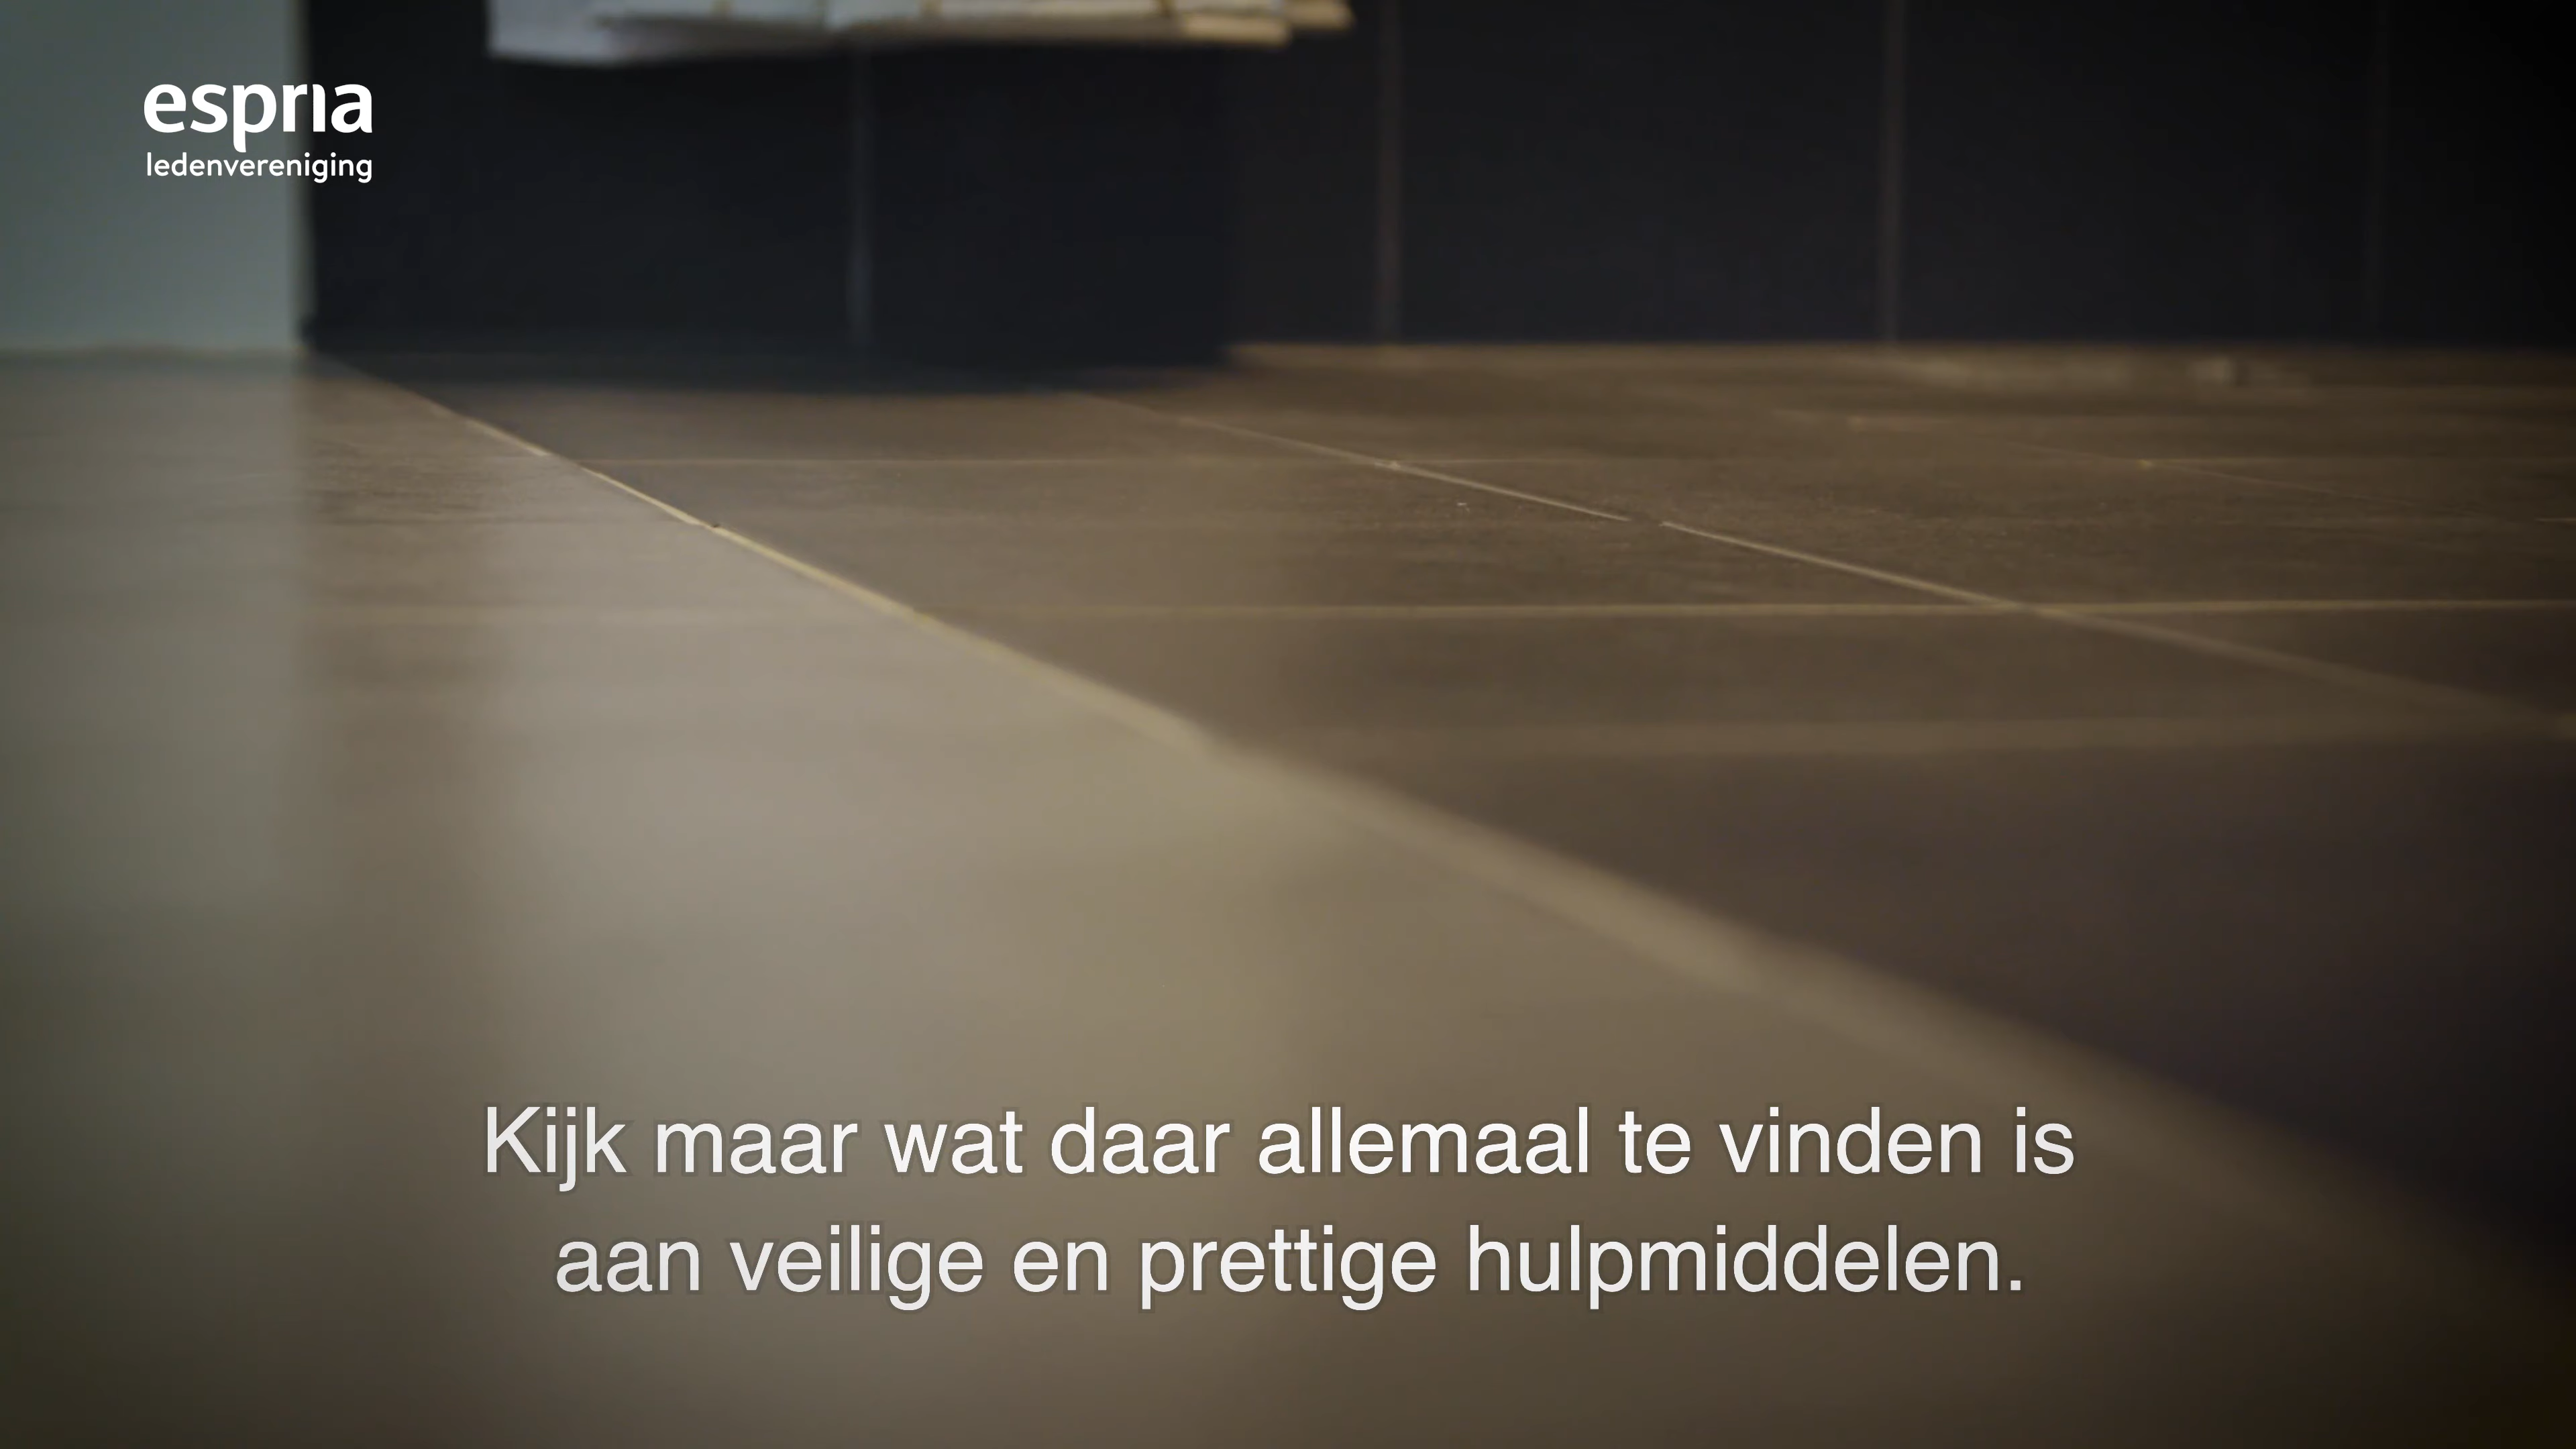 espria
ledenvereniging
Kijk maar wat daar allemaal te vinden is
aan veilige en prettige hulpmiddelen.